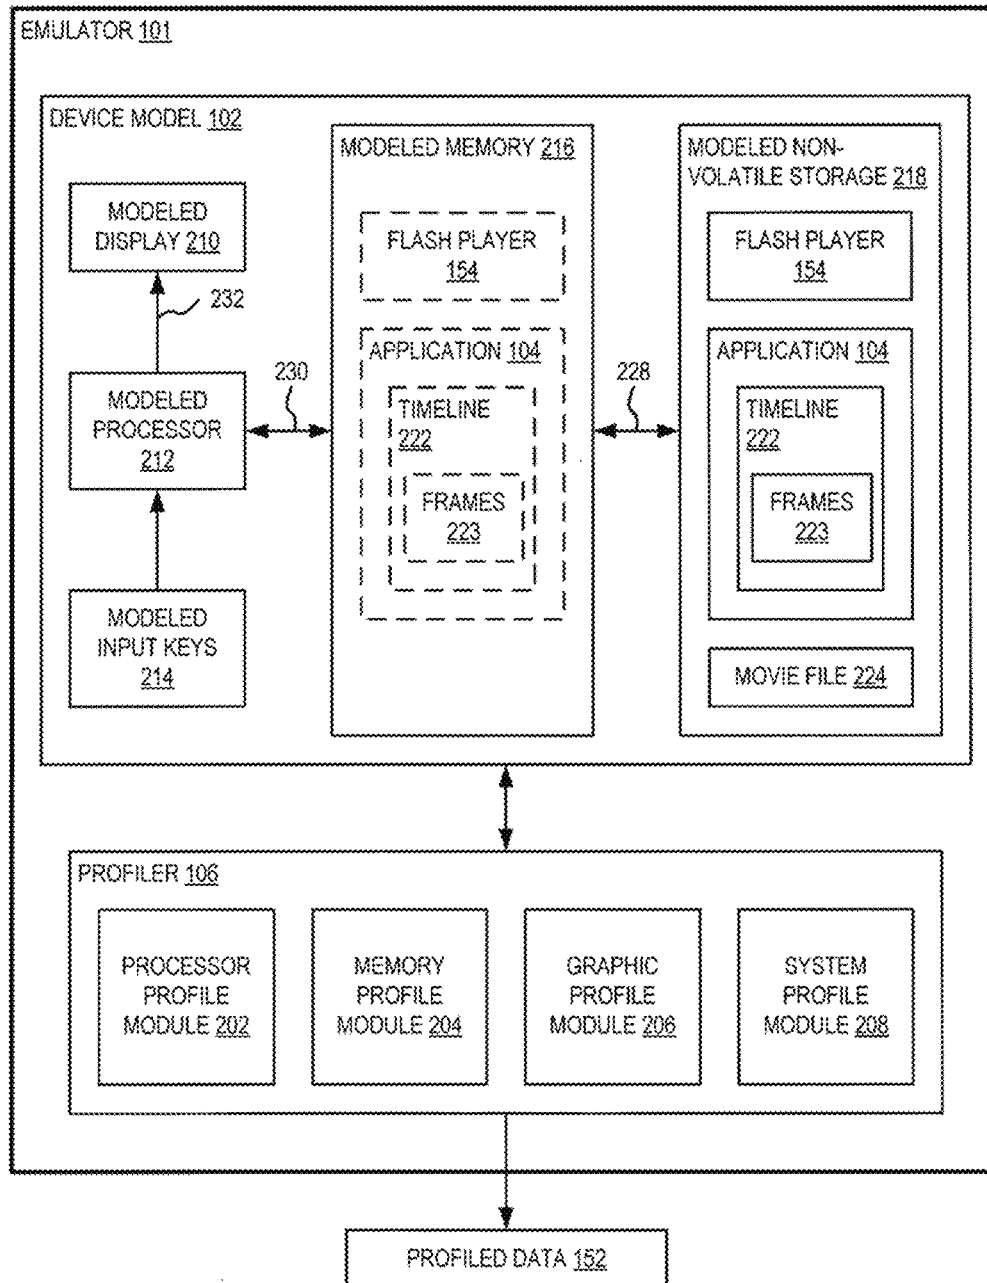 EMULATOR 101
DEVICE MODEL 102
MODELED
DISPLAY 210
232
MODELED
PROCESSOR
212
MODELED
INPUT KEYS
214
230
MODELED MEMORY 216
FLASH PLAYER
154
APPLICATION 104
TIMELINE
222
FRAMES
223
228
MODELED NON-
VOLATILE STORAGE 218
FLASH PLAYER
154
APPLICATION 104
TIMELINE
222
FRAMES
223
MOVIE FILE 224
PROFILER 106
PROCESSOR
PROFILE
MODULE 202
MEMORY
PROFILE
MODULE 204
GRAPHIC
PROFILE
MODULE 206
SYSTEM
PROFILE
MODULE 208
PROFILED DATA 152